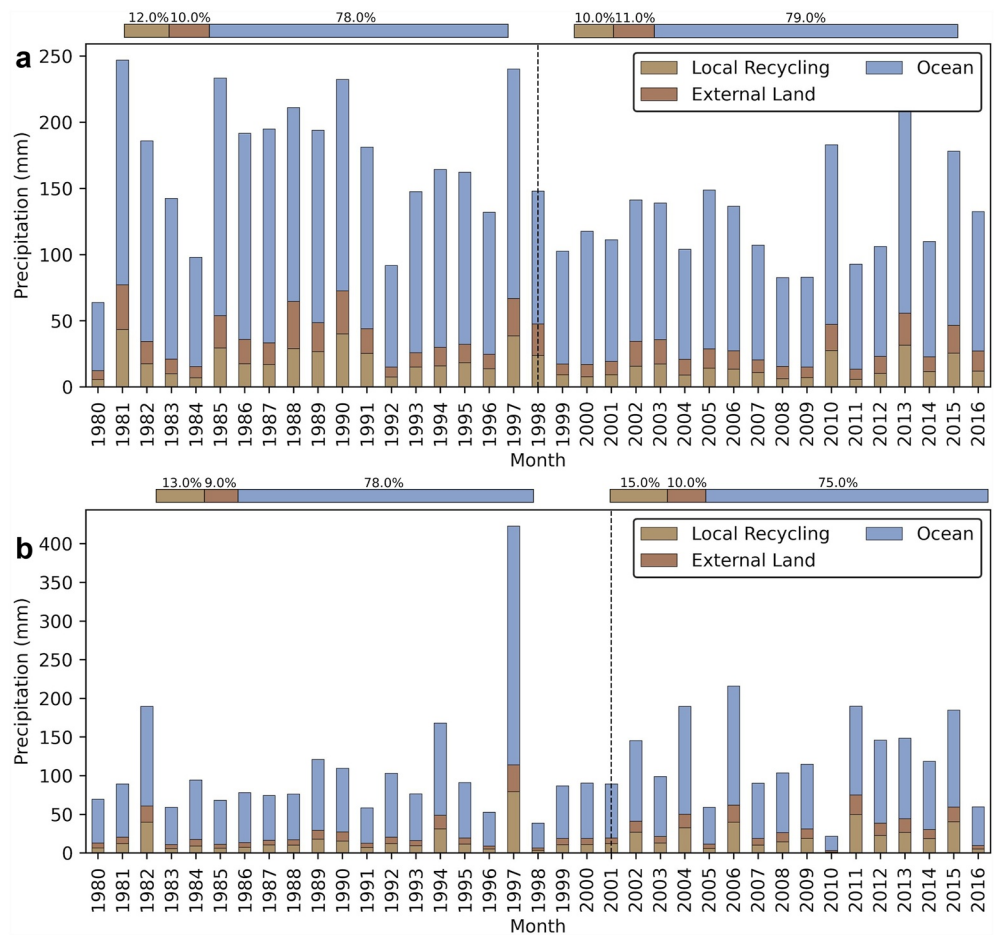 12.0% 10.0% 78.0% 10.0% 11.0% 79.0%
a
Local Recycling Ocean
External Land
Precipitation (mm)
250
200
150
100
50
0
1980 1981 1982 1983 1984 1985 1986 1987 1988 1989 1990 1991 1992 1993 1994 1995 1996 1997 1998 1999 2000 2001 2002 2003 2004 2005 2006 2007 2008 2009 2010 2011 2012 2013 2014 2015 2016
Month
13.0% 9.0% 78.0% 15.0% 10.0% 75.0%
b
Local Recycling Ocean
External Land
Precipitation (mm)
400
350
300
250
200
150
100
50
0
1980 1981 1982 1983 1984 1985 1986 1987 1988 1989 1990 1991 1992 1993 1994 1995 1996 1997 1998 1999 2000 2001 2002 2003 2004 2005 2006 2007 2008 2009 2010 2011 2012 2013 2014 2015 2016
Month